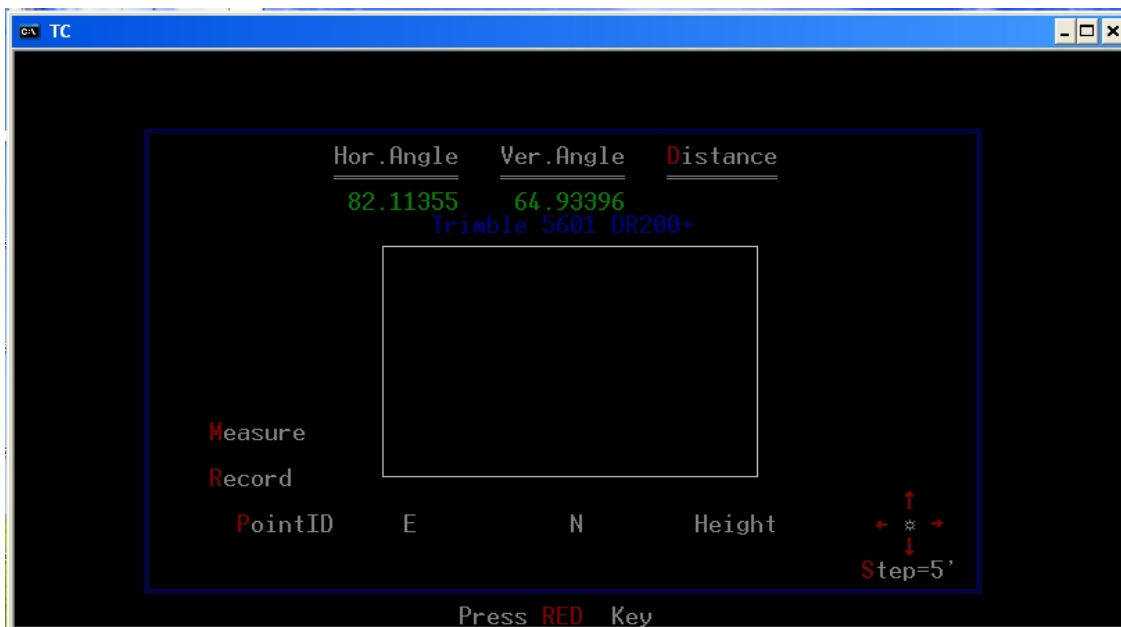 TC
Hor.Angle Ver.Angle Distance
82.11355 64.93396
Trimble 5601 DR200+
Measure
Record
PointID E N Height
Step=5'
Press RED Key